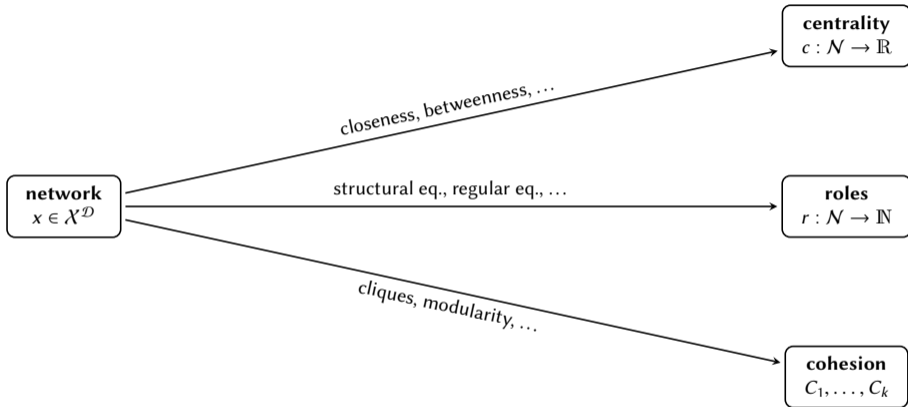 centrality
c : 𝒩 → ℝ
closeness, betweenness, …
network
x ∈ 𝒳^𝒟
structural eq., regular eq., …
roles
r : 𝒩 → ℕ
cliques, modularity, …
cohesion
C₁, . . . , Cₖ